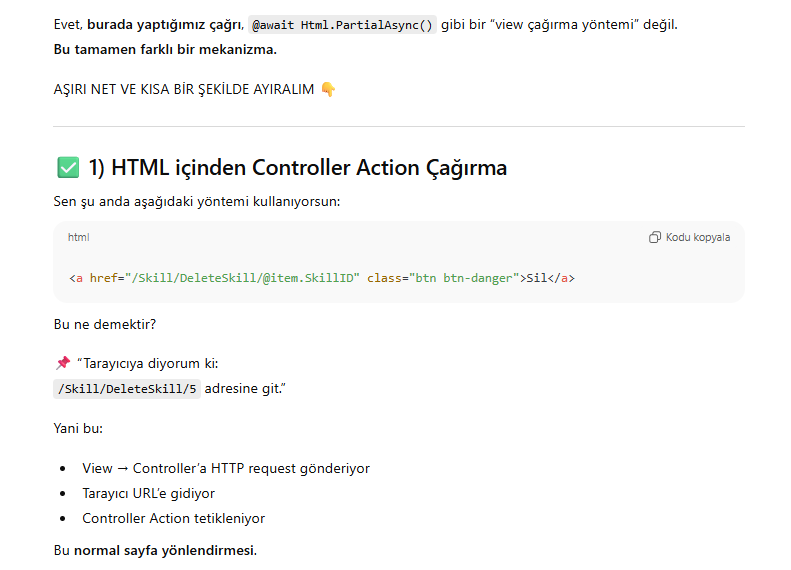 Evet, burada yaptığımız çağrı, @await Html.PartialAsync() gibi bir “view çağırma yöntemi” değil.
Bu tamamen farklı bir mekanizma.
AŞIRI NET VE KISA BİR ŞEKİLDE AYIRALIM 👇
✅ 1) HTML içinden Controller Action Çağırma
Sen şu anda aşağıdaki yöntemi kullanıyorsun:
html Kodu kopyala
<a href="/Skill/DeleteSkill/@item.SkillID" class="btn btn-danger">Sil</a>
Bu ne demektir?
📌 “Tarayıcıya diyorum ki:
/Skill/DeleteSkill/5 adresine git.”
Yani bu:
• View → Controller’a HTTP request gönderiyor
• Tarayıcı URL’e gidiyor
• Controller Action tetikleniyor
Bu normal sayfa yönlendirmesi.